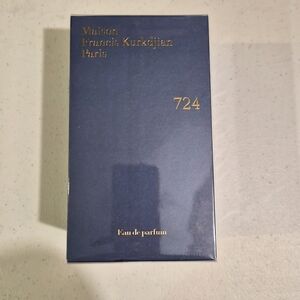 Maison
Francis Kurkdjian
Paris
724
Eau de parfum